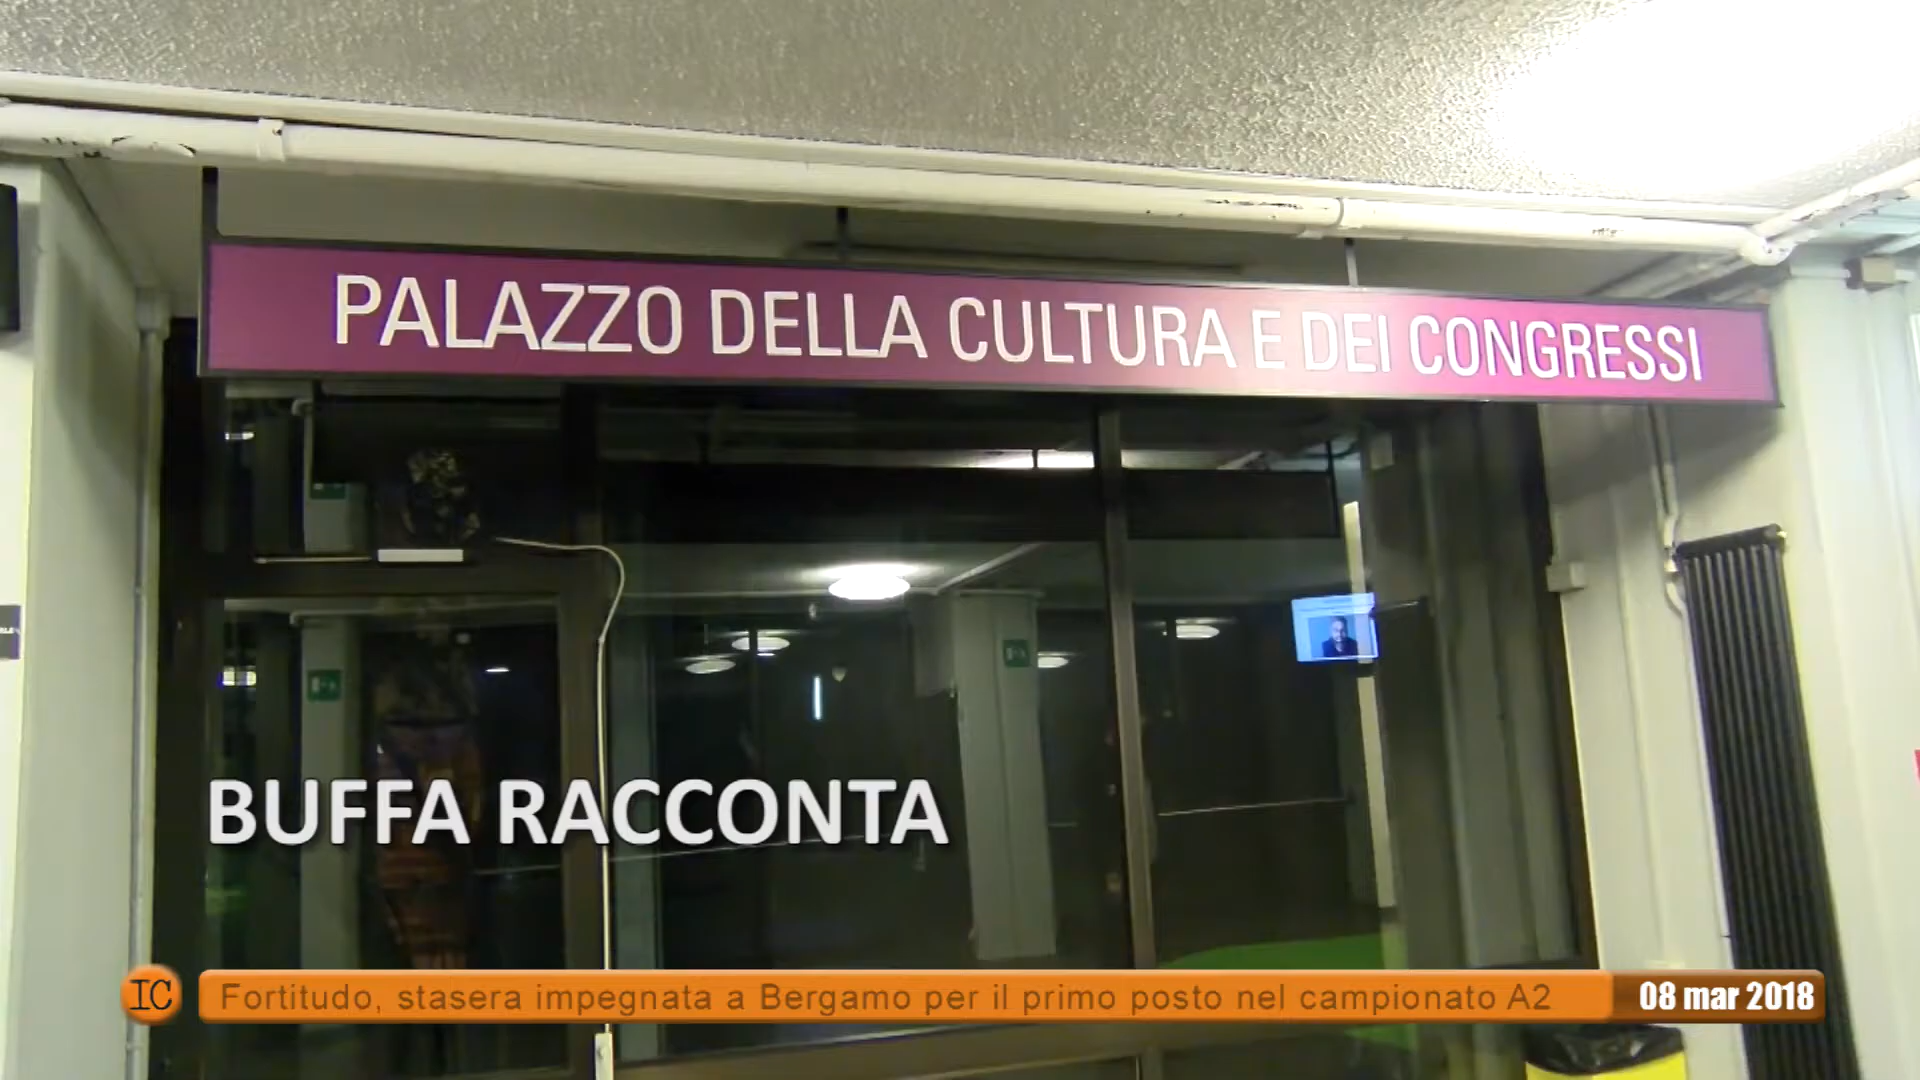 PALAZZO DELLA CULTURA E DEI CONGRESSI
BUFFA RACCONTA
IC Fortitudo, stasera impegnata a Bergamo per il primo posto nel campionato A2 08 mar 2018